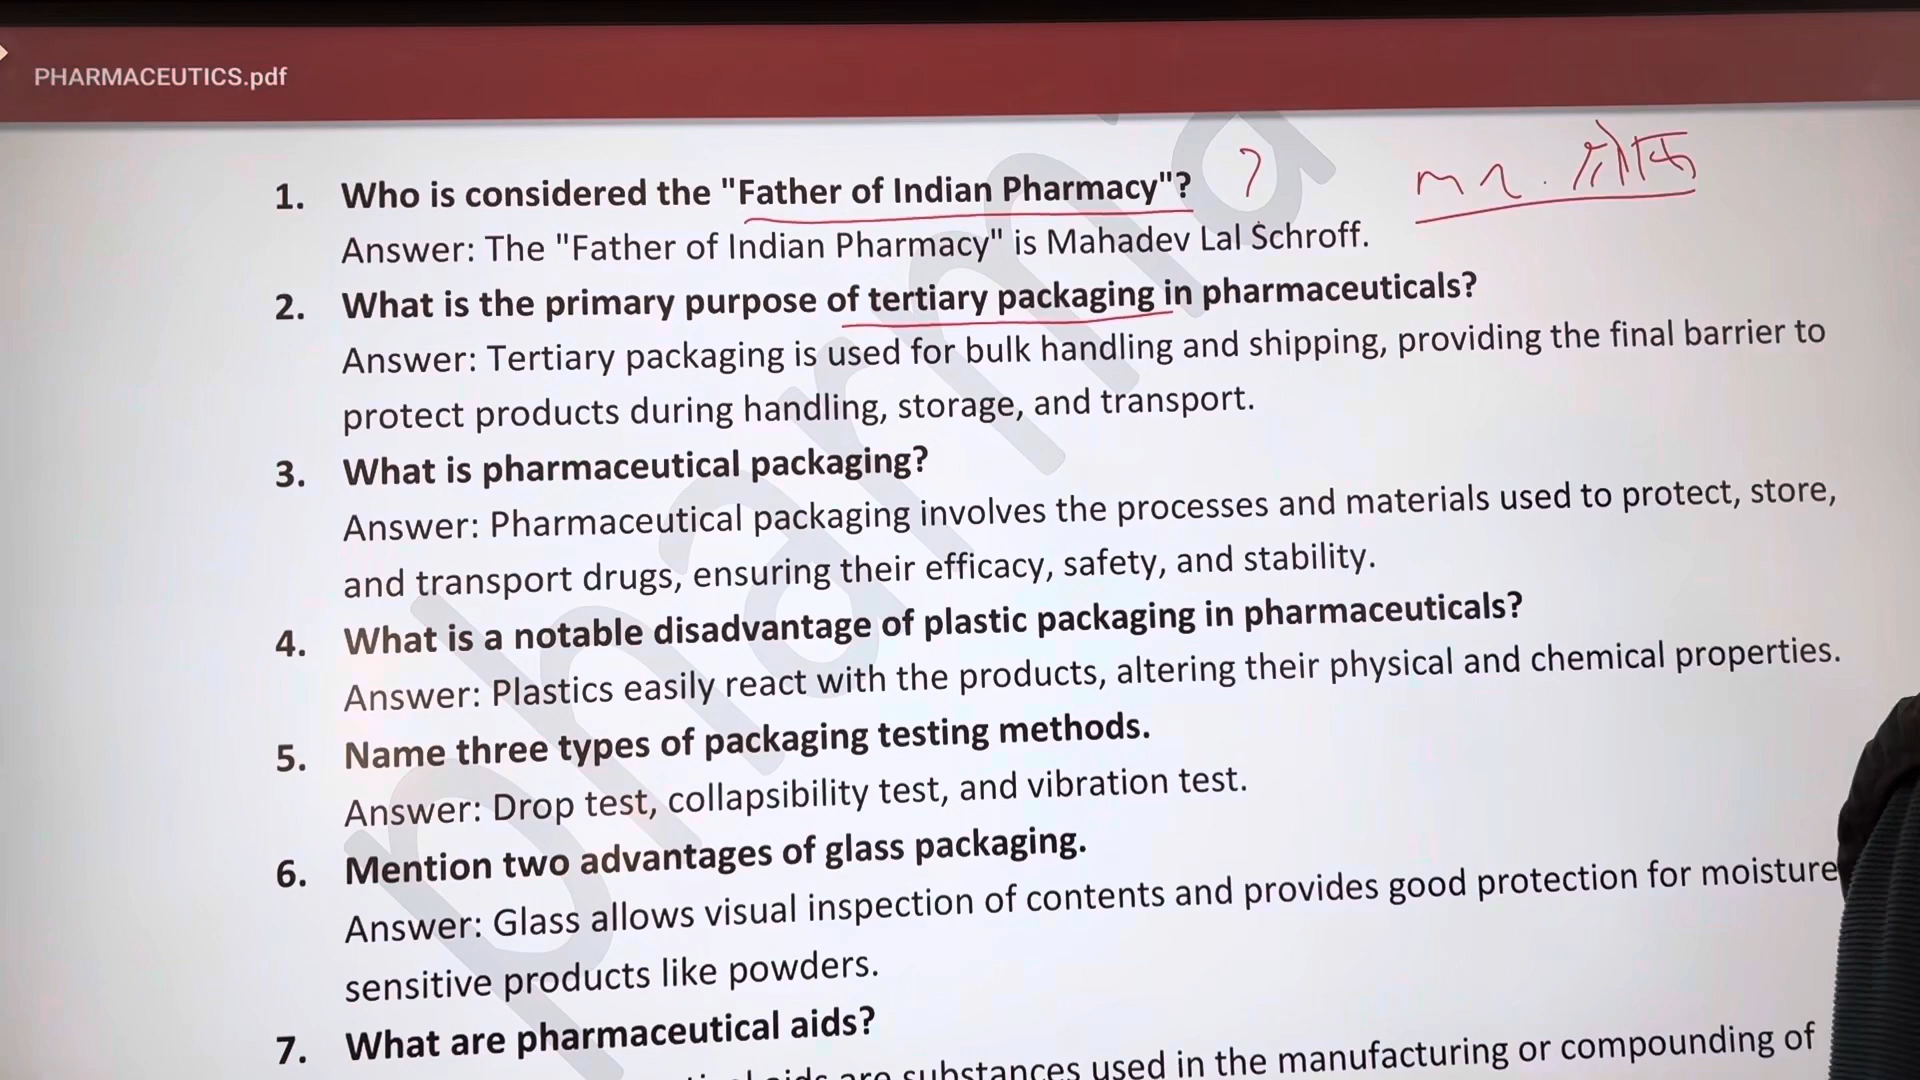 PHARMACEUTICS.pdf
1. Who is considered the "Father of Indian Pharmacy"? ?
Answer: The "Father of Indian Pharmacy" is Mahadev Lal Schroff.
2. What is the primary purpose of tertiary packaging in pharmaceuticals?
Answer: Tertiary packaging is used for bulk handling and shipping, providing the final barrier to
protect products during handling, storage, and transport.
3. What is pharmaceutical packaging?
Answer: Pharmaceutical packaging involves the processes and materials used to protect, store,
and transport drugs, ensuring their efficacy, safety, and stability.
4. What is a notable disadvantage of plastic packaging in pharmaceuticals?
Answer: Plastics easily react with the products, altering their physical and chemical properties.
5. Name three types of packaging testing methods.
Answer: Drop test, collapsibility test, and vibration test.
6. Mention two advantages of glass packaging.
Answer: Glass allows visual inspection of contents and provides good protection for moisture
sensitive products like powders.
7. What are pharmaceutical aids?
aids are substances used in the manufacturing or compounding of
pharma